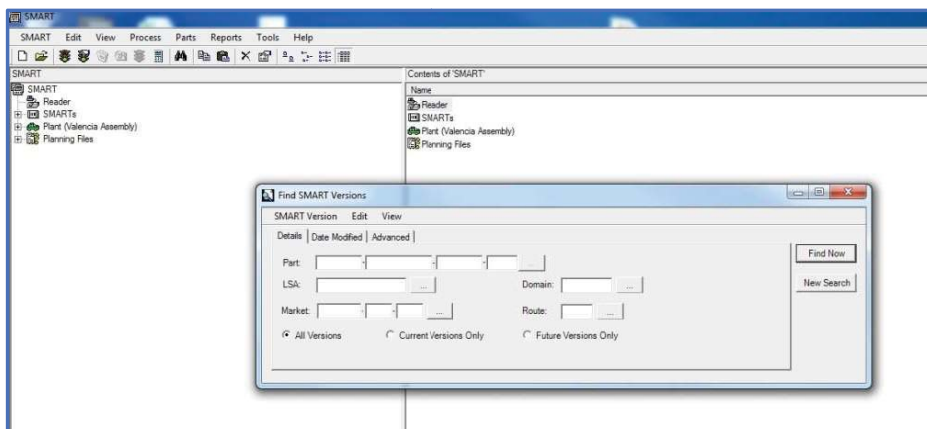 SMART
SMART Edit View Process Parts Reports Tools Help
SMART
SMART
Reader
SMARTs
Plant (Valencia Assembly)
Planning Files
Contents of 'SMART'
Name
Reader
SMARTs
Plant (Valencia Assembly)
Planning Files
Find SMART Versions
SMART Version Edit View
Details Date Modified Advanced
Part: - - - ...
LSA: ... Domain: ...
Market: - - ... Route: ...
All Versions Current Versions Only Future Versions Only
Find Now
New Search